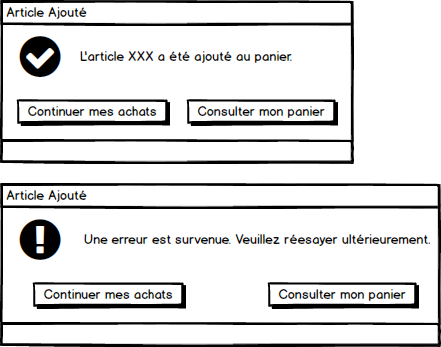 Article Ajouté
L'article XXX a été ajouté au panier.
Continuer mes achats
Consulter mon panier
Article Ajouté
Une erreur est survenue. Veuillez réesayer ultérieurement.
Continuer mes achats
Consulter mon panier